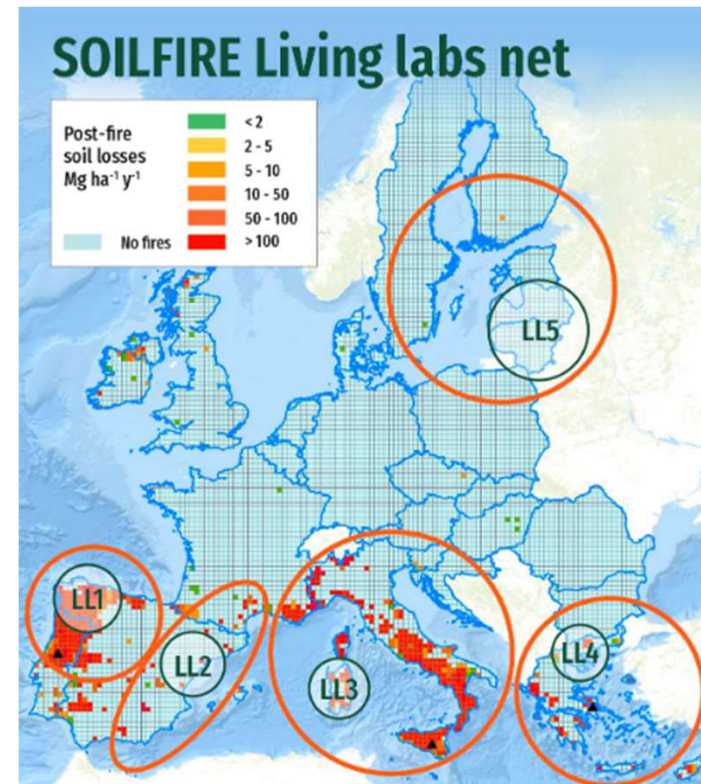 SOILFIRE Living labs net
Post-fire
soil losses
Mg ha⁻¹ y⁻¹
< 2
2 - 5
5 - 10
10 - 50
50 - 100
> 100
No fires
LL5
LL1
LL2
LL3
LL4